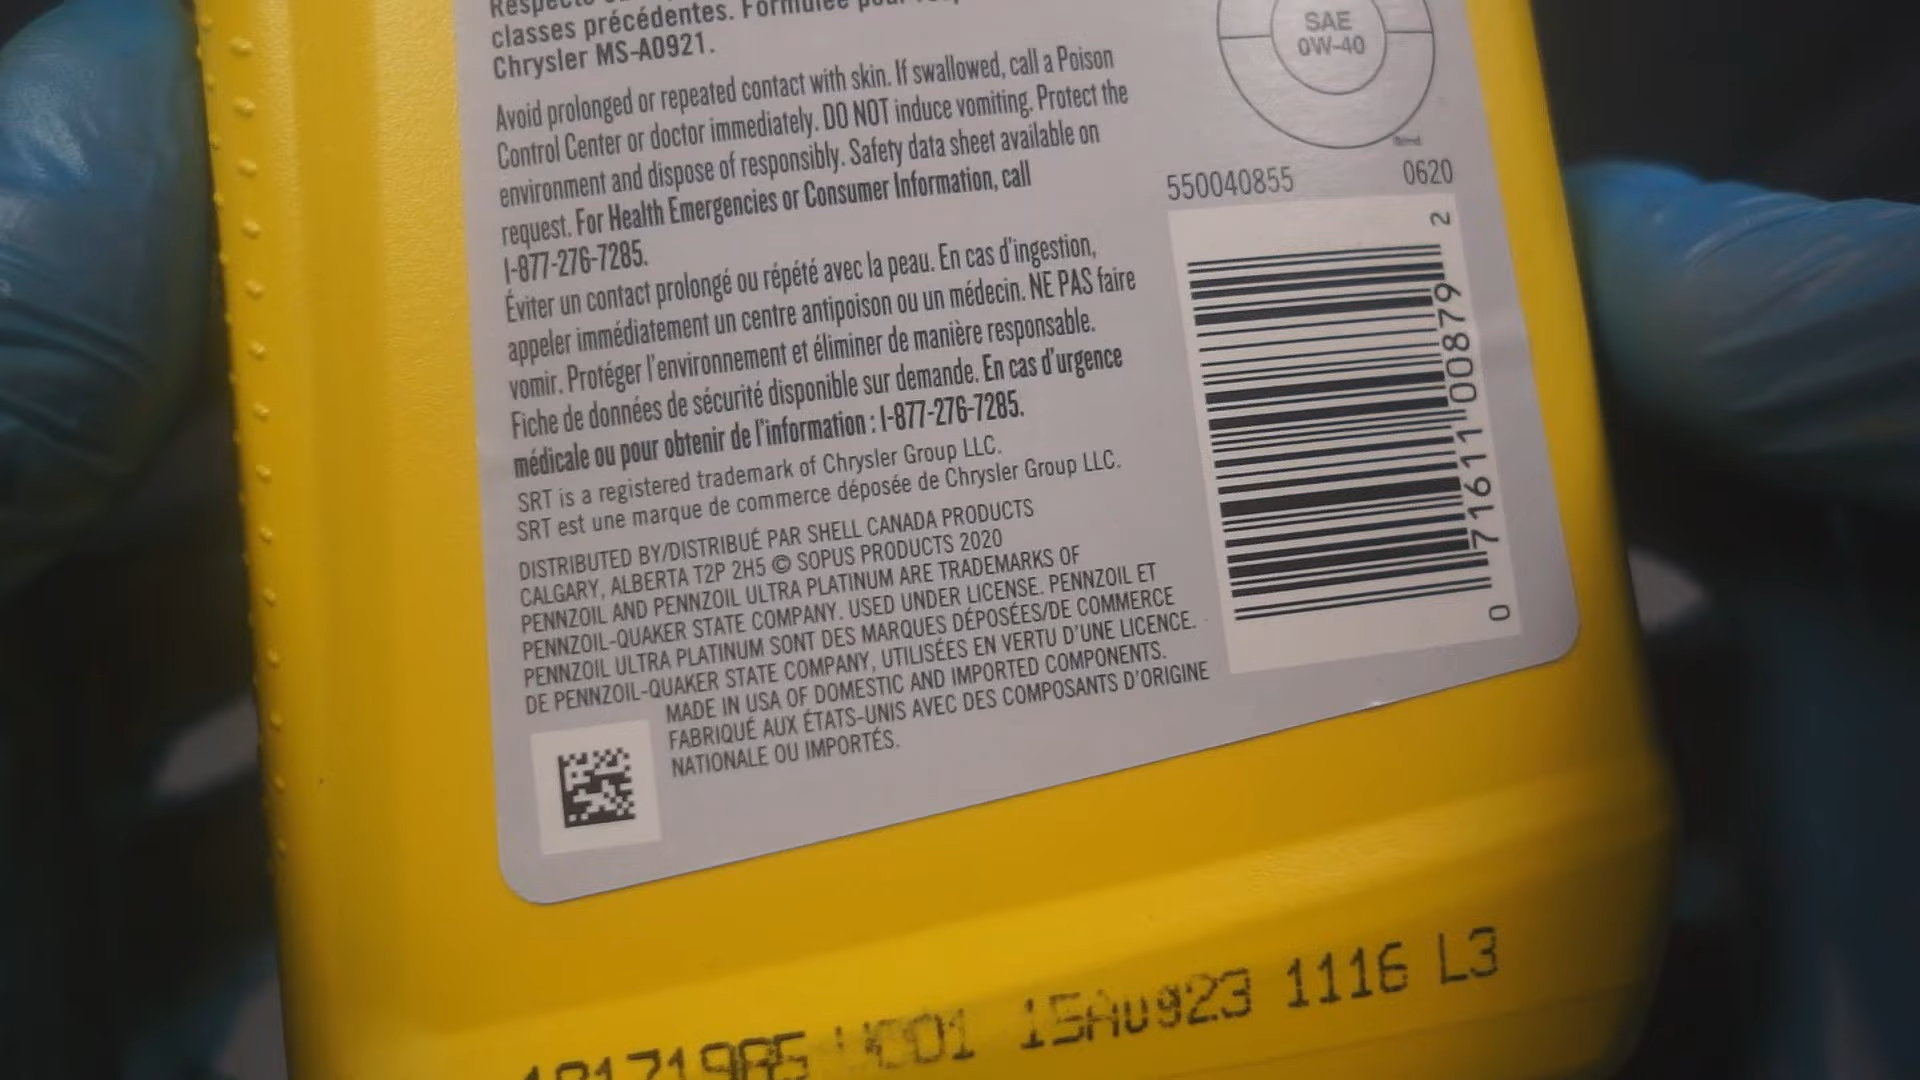 classes précédentes. Formulée
Chrysler MS-A0921.
Avoid prolonged or repeated contact with skin. If swallowed, call a Poison
Control Center or doctor immediately. DO NOT induce vomiting. Protect the
environment and dispose of responsibly. Safety data sheet available on
request. For Health Emergencies or Consumer Information, call
1-877-276-7285.
Éviter un contact prolongé ou répété avec la peau. En cas d'ingestion,
appeler immédiatement un centre antipoison ou un médecin. NE PAS faire
vomir. Protéger l'environnement et éliminer de manière responsable.
Fiche de données de sécurité disponible sur demande. En cas d'urgence
médicale ou pour obtenir de l'information : 1-877-276-7285.
SRT is a registered trademark of Chrysler Group LLC.
SRT est une marque de commerce déposée de Chrysler Group LLC.
DISTRIBUTED BY/DISTRIBUÉ PAR SHELL CANADA PRODUCTS
CALGARY, ALBERTA T2P 2H5 © SOPUS PRODUCTS 2020
PENNZOIL AND PENNZOIL ULTRA PLATINUM ARE TRADEMARKS OF
PENNZOIL-QUAKER STATE COMPANY. USED UNDER LICENSE. PENNZOIL ET
PENNZOIL ULTRA PLATINUM SONT DES MARQUES DÉPOSÉES/DE COMMERCE
DE PENNZOIL-QUAKER STATE COMPANY, UTILISÉES EN VERTU D'UNE LICENCE.
MADE IN USA OF DOMESTIC AND IMPORTED COMPONENTS.
FABRIQUÉ AUX ÉTATS-UNIS AVEC DES COMPOSANTS D'ORIGINE
NATIONALE OU IMPORTÉS.
SAE
0W-40
550040855 0620
0 71611 00879 2
15Aug23 1116 L3